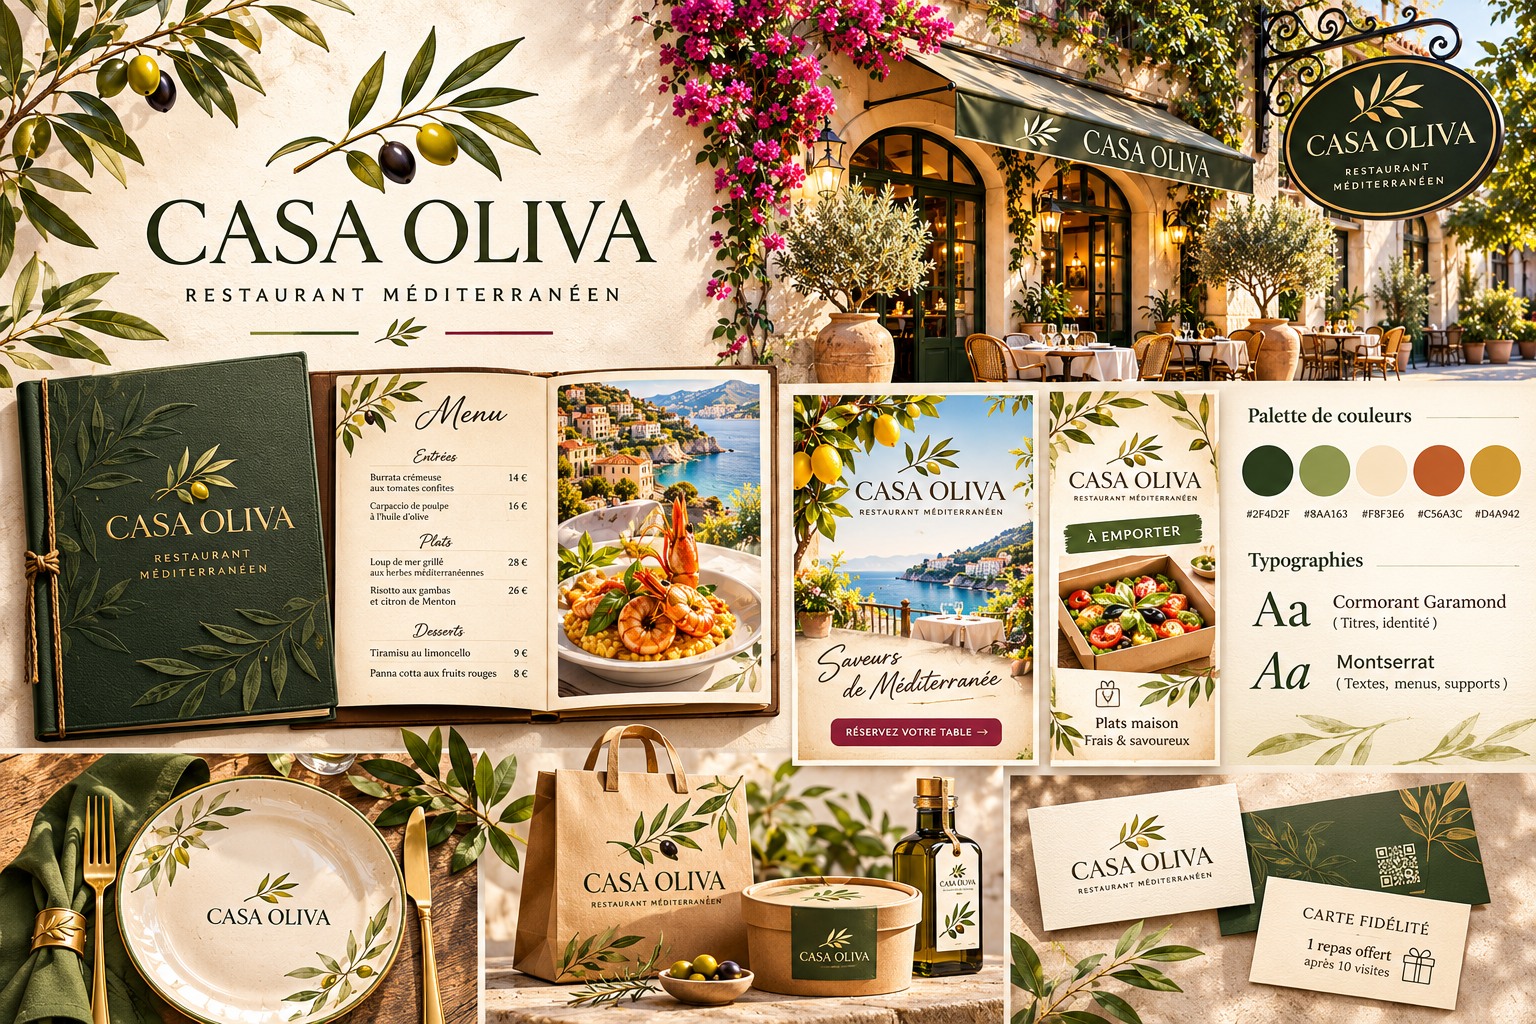 CASA OLIVA
RESTAURANT MÉDITERRANÉEN
CASA OLIVA
CASA OLIVA
RESTAURANT
MÉDITERRANÉEN
CASA OLIVA
RESTAURANT
MÉDITERRANÉEN
Menu
Entrées
Burrata crémeuse 14 €
aux tomates confites
Carpaccio de poulpe 16 €
à l'huile d'olive
Plats
Loup de mer grillé 28 €
aux herbes méditerranéennes
Risotto aux gambas 26 €
et citron de Menton
Desserts
Tiramisu au limoncello 9 €
Panna cotta aux fruits rouges 8 €
CASA OLIVA
RESTAURANT MÉDITERRANÉEN
Saveurs
de Méditerranée
RÉSERVEZ VOTRE TABLE →
CASA OLIVA
RESTAURANT MÉDITERRANÉEN
À EMPORTER
Plats maison
Frais & savoureux
Palette de couleurs
#2F4D2F #8AA163 #F8F3E6 #C56A3C #D4A942
Typographies
Aa Cormorant Garamond
( Titres, identité )
Aa Montserrat
( Textes, menus, supports )
CASA OLIVA
CASA OLIVA
RESTAURANT MÉDITERRANÉEN
CASA OLIVA
CASA OLIVA
CASA OLIVA
RESTAURANT MÉDITERRANÉEN
CARTE FIDÉLITÉ
1 repas offert
après 10 visites